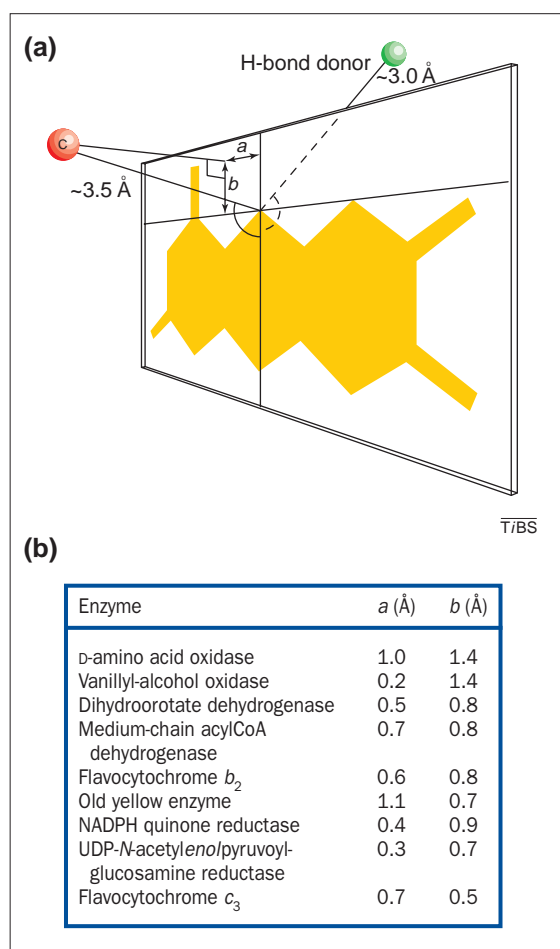 (a)
H-bond donor
~3.0 Å
C
a
b
~3.5 Å
TiBS
(b)
Enzyme a (Å) b (Å)
D-amino acid oxidase 1.0 1.4
Vanillyl-alcohol oxidase 0.2 1.4
Dihydroorotate dehydrogenase 0.5 0.8
Medium-chain acylCoA 0.7 0.8
dehydrogenase
Flavocytochrome b2 0.6 0.8
Old yellow enzyme 1.1 0.7
NADPH quinone reductase 0.4 0.9
UDP-N-acetylenolpyruvoyl- 0.3 0.7
glucosamine reductase
Flavocytochrome c3 0.7 0.5